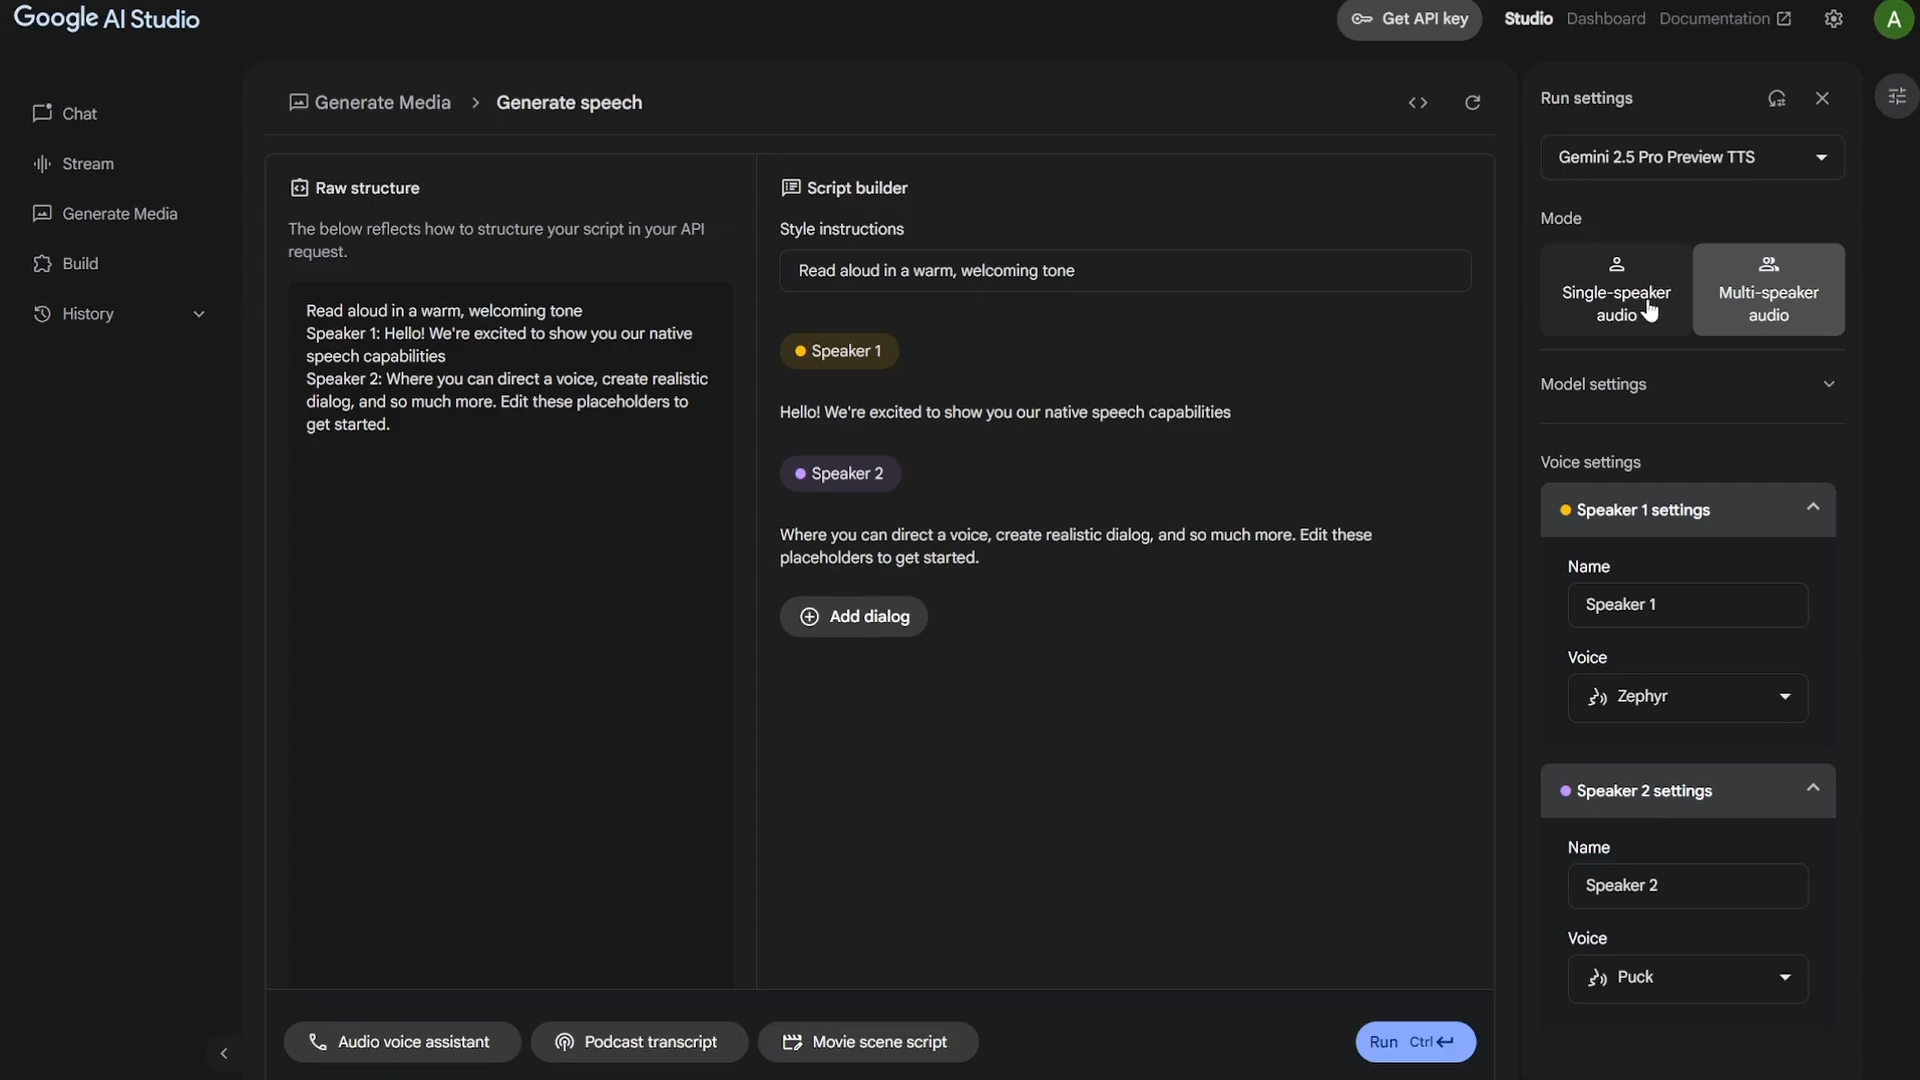 Google AI Studio
Get API key
Studio
Dashboard
Documentation
A
Chat
Stream
Generate Media
Build
History
Generate Media > Generate speech
Raw structure
The below reflects how to structure your script in your API
request.
Read aloud in a warm, welcoming tone
Speaker 1: Hello! We're excited to show you our native
speech capabilities
Speaker 2: Where you can direct a voice, create realistic
dialog, and so much more. Edit these placeholders to
get started.
Script builder
Style instructions
Read aloud in a warm, welcoming tone
Speaker 1
Hello! We're excited to show you our native speech capabilities
Speaker 2
Where you can direct a voice, create realistic dialog, and so much more. Edit these
placeholders to get started.
Add dialog
Audio voice assistant
Podcast transcript
Movie scene script
Run Ctrl
Run settings
Gemini 2.5 Pro Preview TTS
Mode
Single-speaker
audio
Multi-speaker
audio
Model settings
Voice settings
Speaker 1 settings
Name
Speaker 1
Voice
Zephyr
Speaker 2 settings
Name
Speaker 2
Voice
Puck